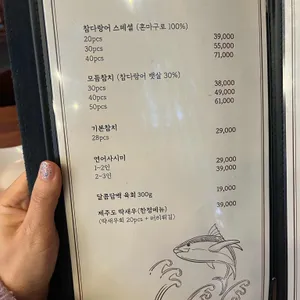 참다랑어 스페셜 (혼마구로 100%)
20pcs 39,000
30pcs 55,000
40pcs 71,000
모듬참치 (참다랑어 뱃살 30%)
30pcs 38,000
40pcs 49,000
50pcs 61,000
기본참치
28pcs 29,000
연어사시미
1~2인 29,000
2~3인 39,000
달콤담백 육회 300g 19,000
제주도 딱새우(한정메뉴) 39,000
(딱새우회 20pcs + 머리튀김)